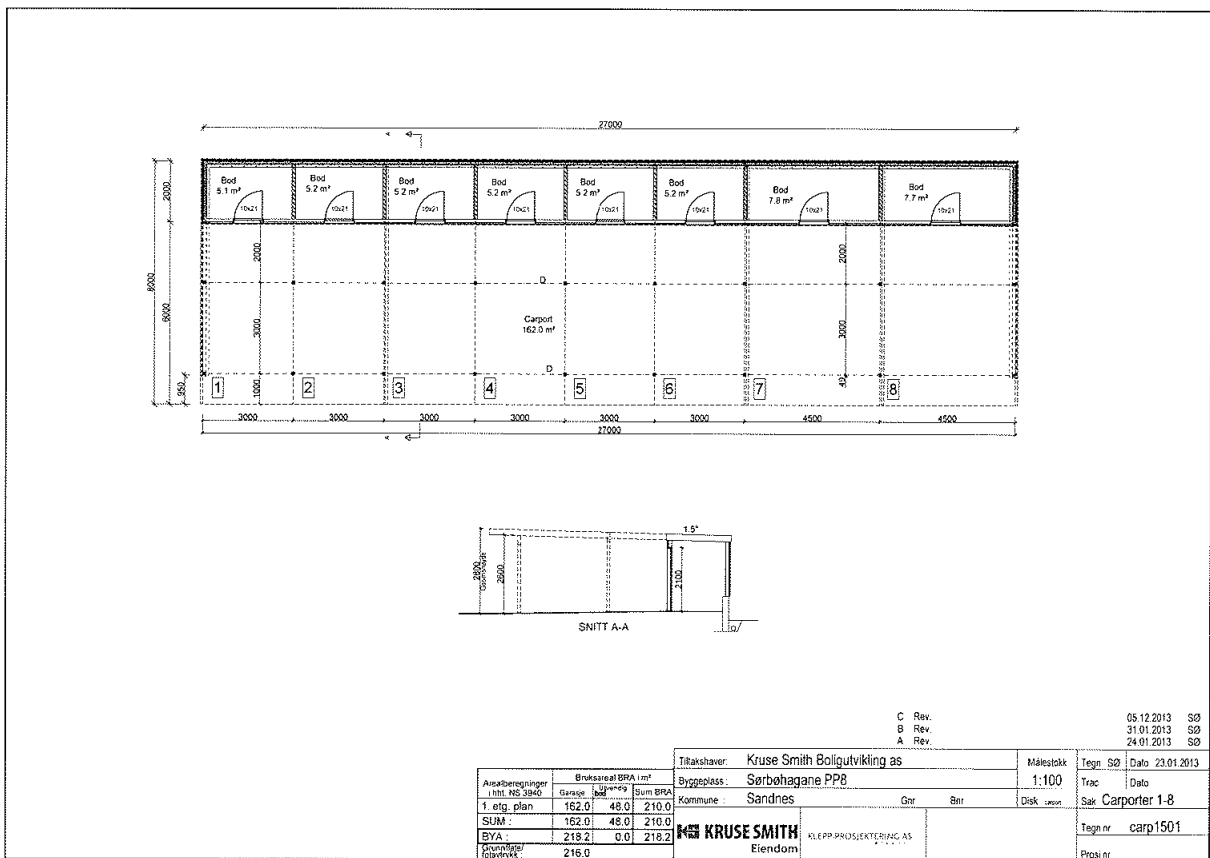 27000
A
Bod
5.1 m²
Bod
5.2 m²
Bod
5.2 m²
Bod
5.2 m²
Bod
5.2 m²
Bod
5.2 m²
Bod
7.8 m²
Bod
7.7 m²
10x21
10x21
10x21
10x21
10x21
10x21
10x21
10x21
8000
2000
6000
950
2000
3000
1000
2000
3000
D
Carport
162.0 m²
D
1
2
3
4
5
6
7
8
3000
3000
3000
3000
3000
3000
4500
4500
27000
A
1.5°
2800
2600
2100
SNITT A-A
C Rev. 05.12.2013 SØ
B Rev. 31.01.2013 SØ
A Rev. 24.01.2013 SØ
Arealberegninger i hht. NS 3940
Bruksareal BRA i m²
Garasje Utvendig bod Sum BRA
1. etg. plan 162.0 48.0 210.0
SUM : 162.0 48.0 210.0
BYA : 218.2 0.0 218.2
Grunnflate/ 216.0
Tiltakshaver: Kruse Smith Boligutvikling as
Byggeplass : Sørbøhagane PP8
Kommune : Sandnes Gnr Bnr
Målestokk
1:100
Disk
Tegn SØ Dato 23.01.2013
Trac Dato
Sak Carporter 1-8
Tegn nr carp1501
Prosj nr
KRUSE SMITH
Eiendom
KLEPP PROSJEKTERING AS